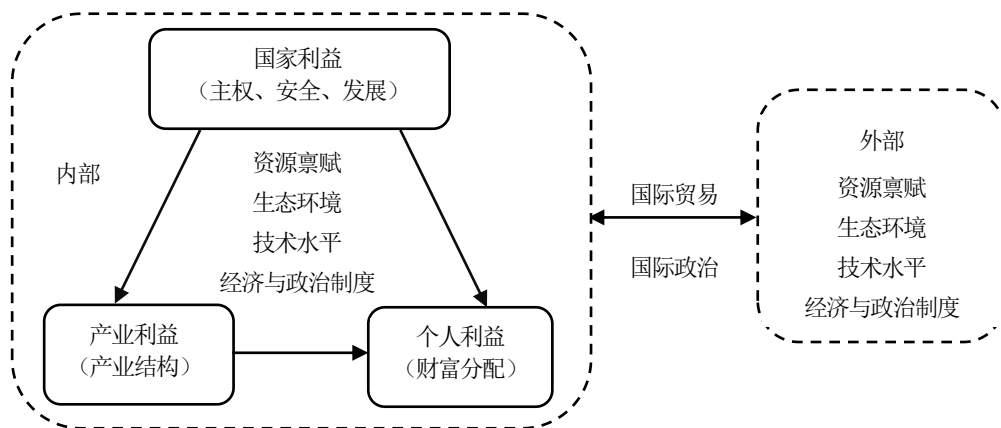 国家利益
（主权、安全、发展）
内部
资源禀赋
生态环境
技术水平
经济与政治制度
产业利益
（产业结构）
个人利益
（财富分配）
国际贸易
国际政治
外部
资源禀赋
生态环境
技术水平
经济与政治制度